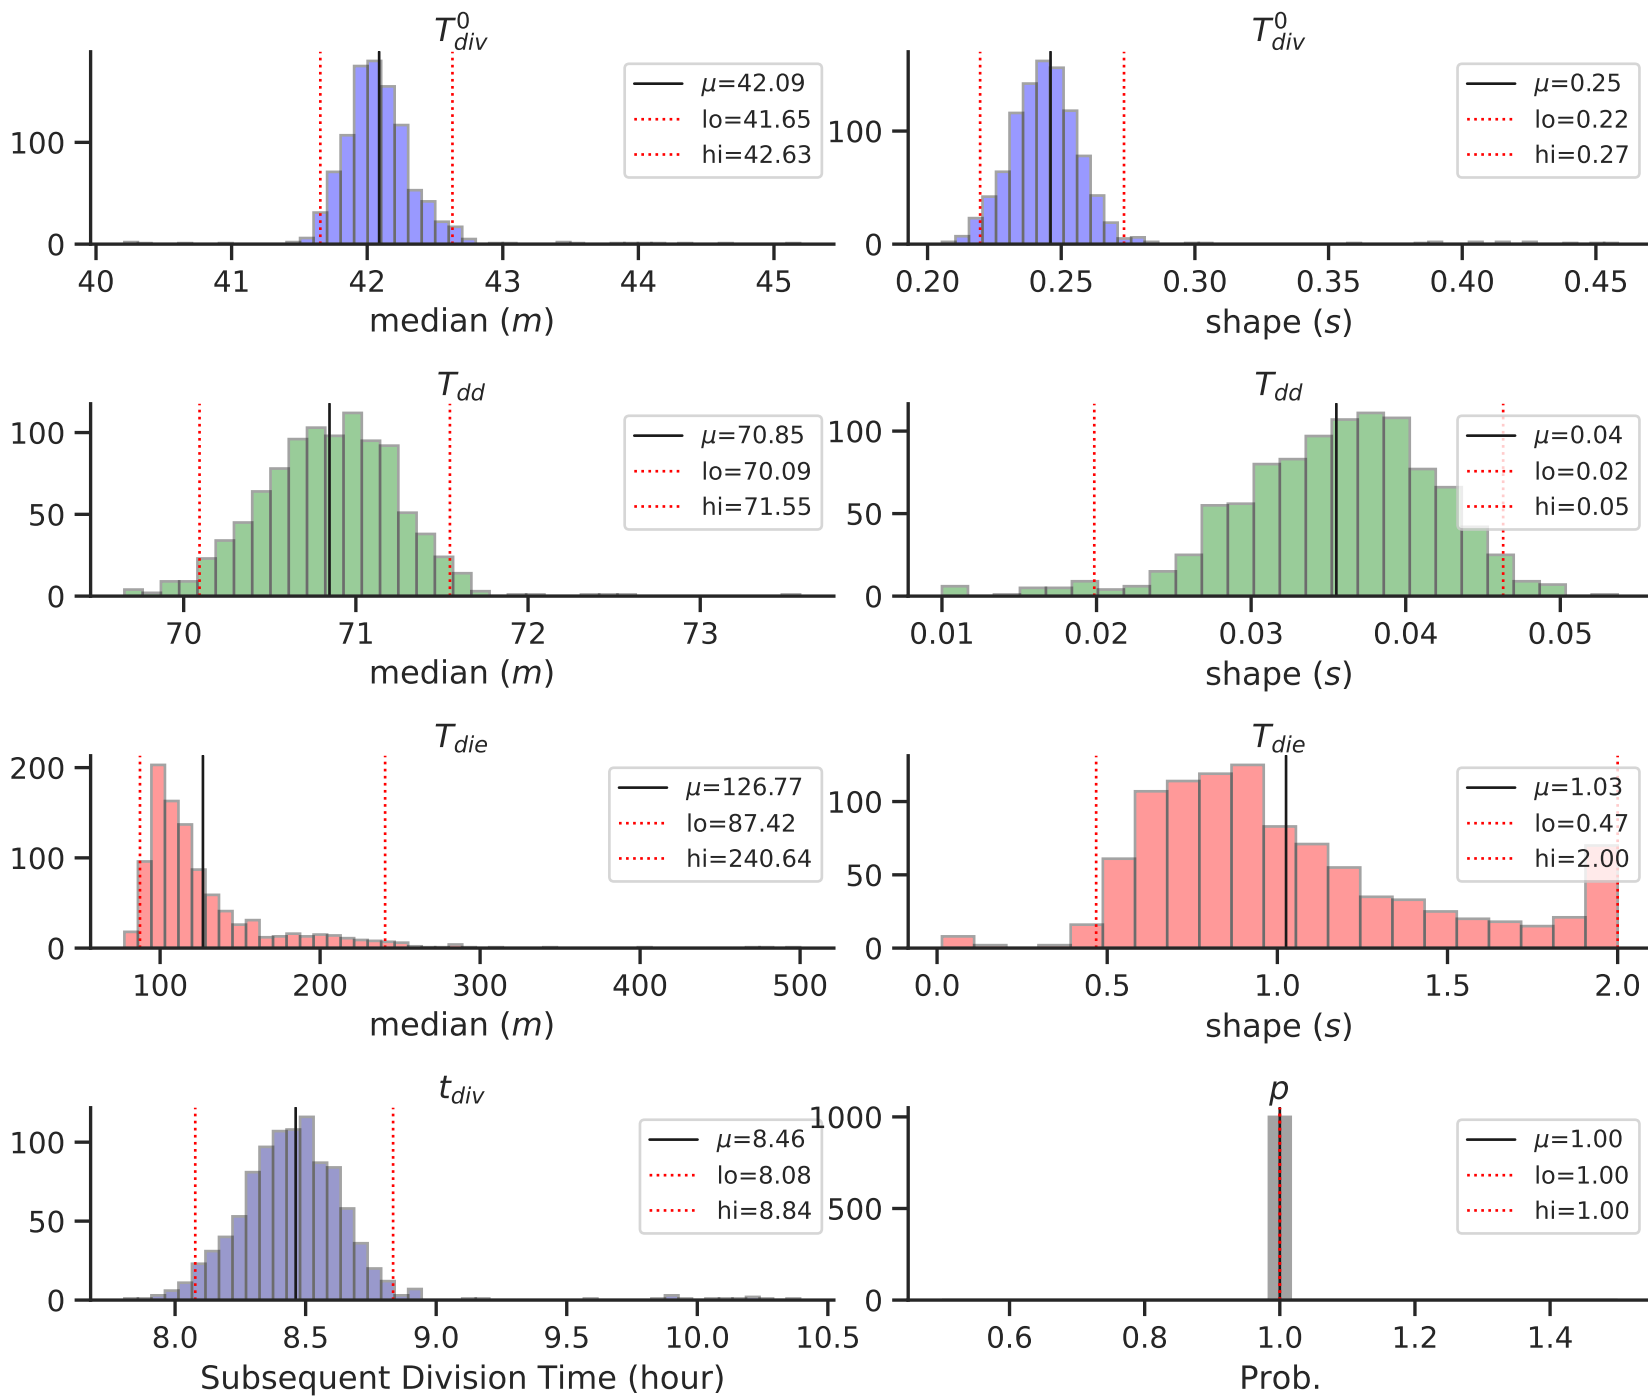 T⁰div
100
0
40 41 42 43 44 45
median (m)
μ=42.09
lo=41.65
hi=42.63
T⁰div
100
0
0.20 0.25 0.30 0.35 0.40 0.45
shape (s)
μ=0.25
lo=0.22
hi=0.27
Tdd
100
50
0
70 71 72 73
median (m)
μ=70.85
lo=70.09
hi=71.55
Tdd
100
50
0
0.01 0.02 0.03 0.04 0.05
shape (s)
μ=0.04
lo=0.02
hi=0.05
Tdie
200
100
0
100 200 300 400 500
median (m)
μ=126.77
lo=87.42
hi=240.64
Tdie
100
50
0
0.0 0.5 1.0 1.5 2.0
shape (s)
μ=1.03
lo=0.47
hi=2.00
tdiv
100
50
0
8.0 8.5 9.0 9.5 10.0 10.5
Subsequent Division Time (hour)
μ=8.46
lo=8.08
hi=8.84
p
1000
500
0
0.6 0.8 1.0 1.2 1.4
Prob.
μ=1.00
lo=1.00
hi=1.00